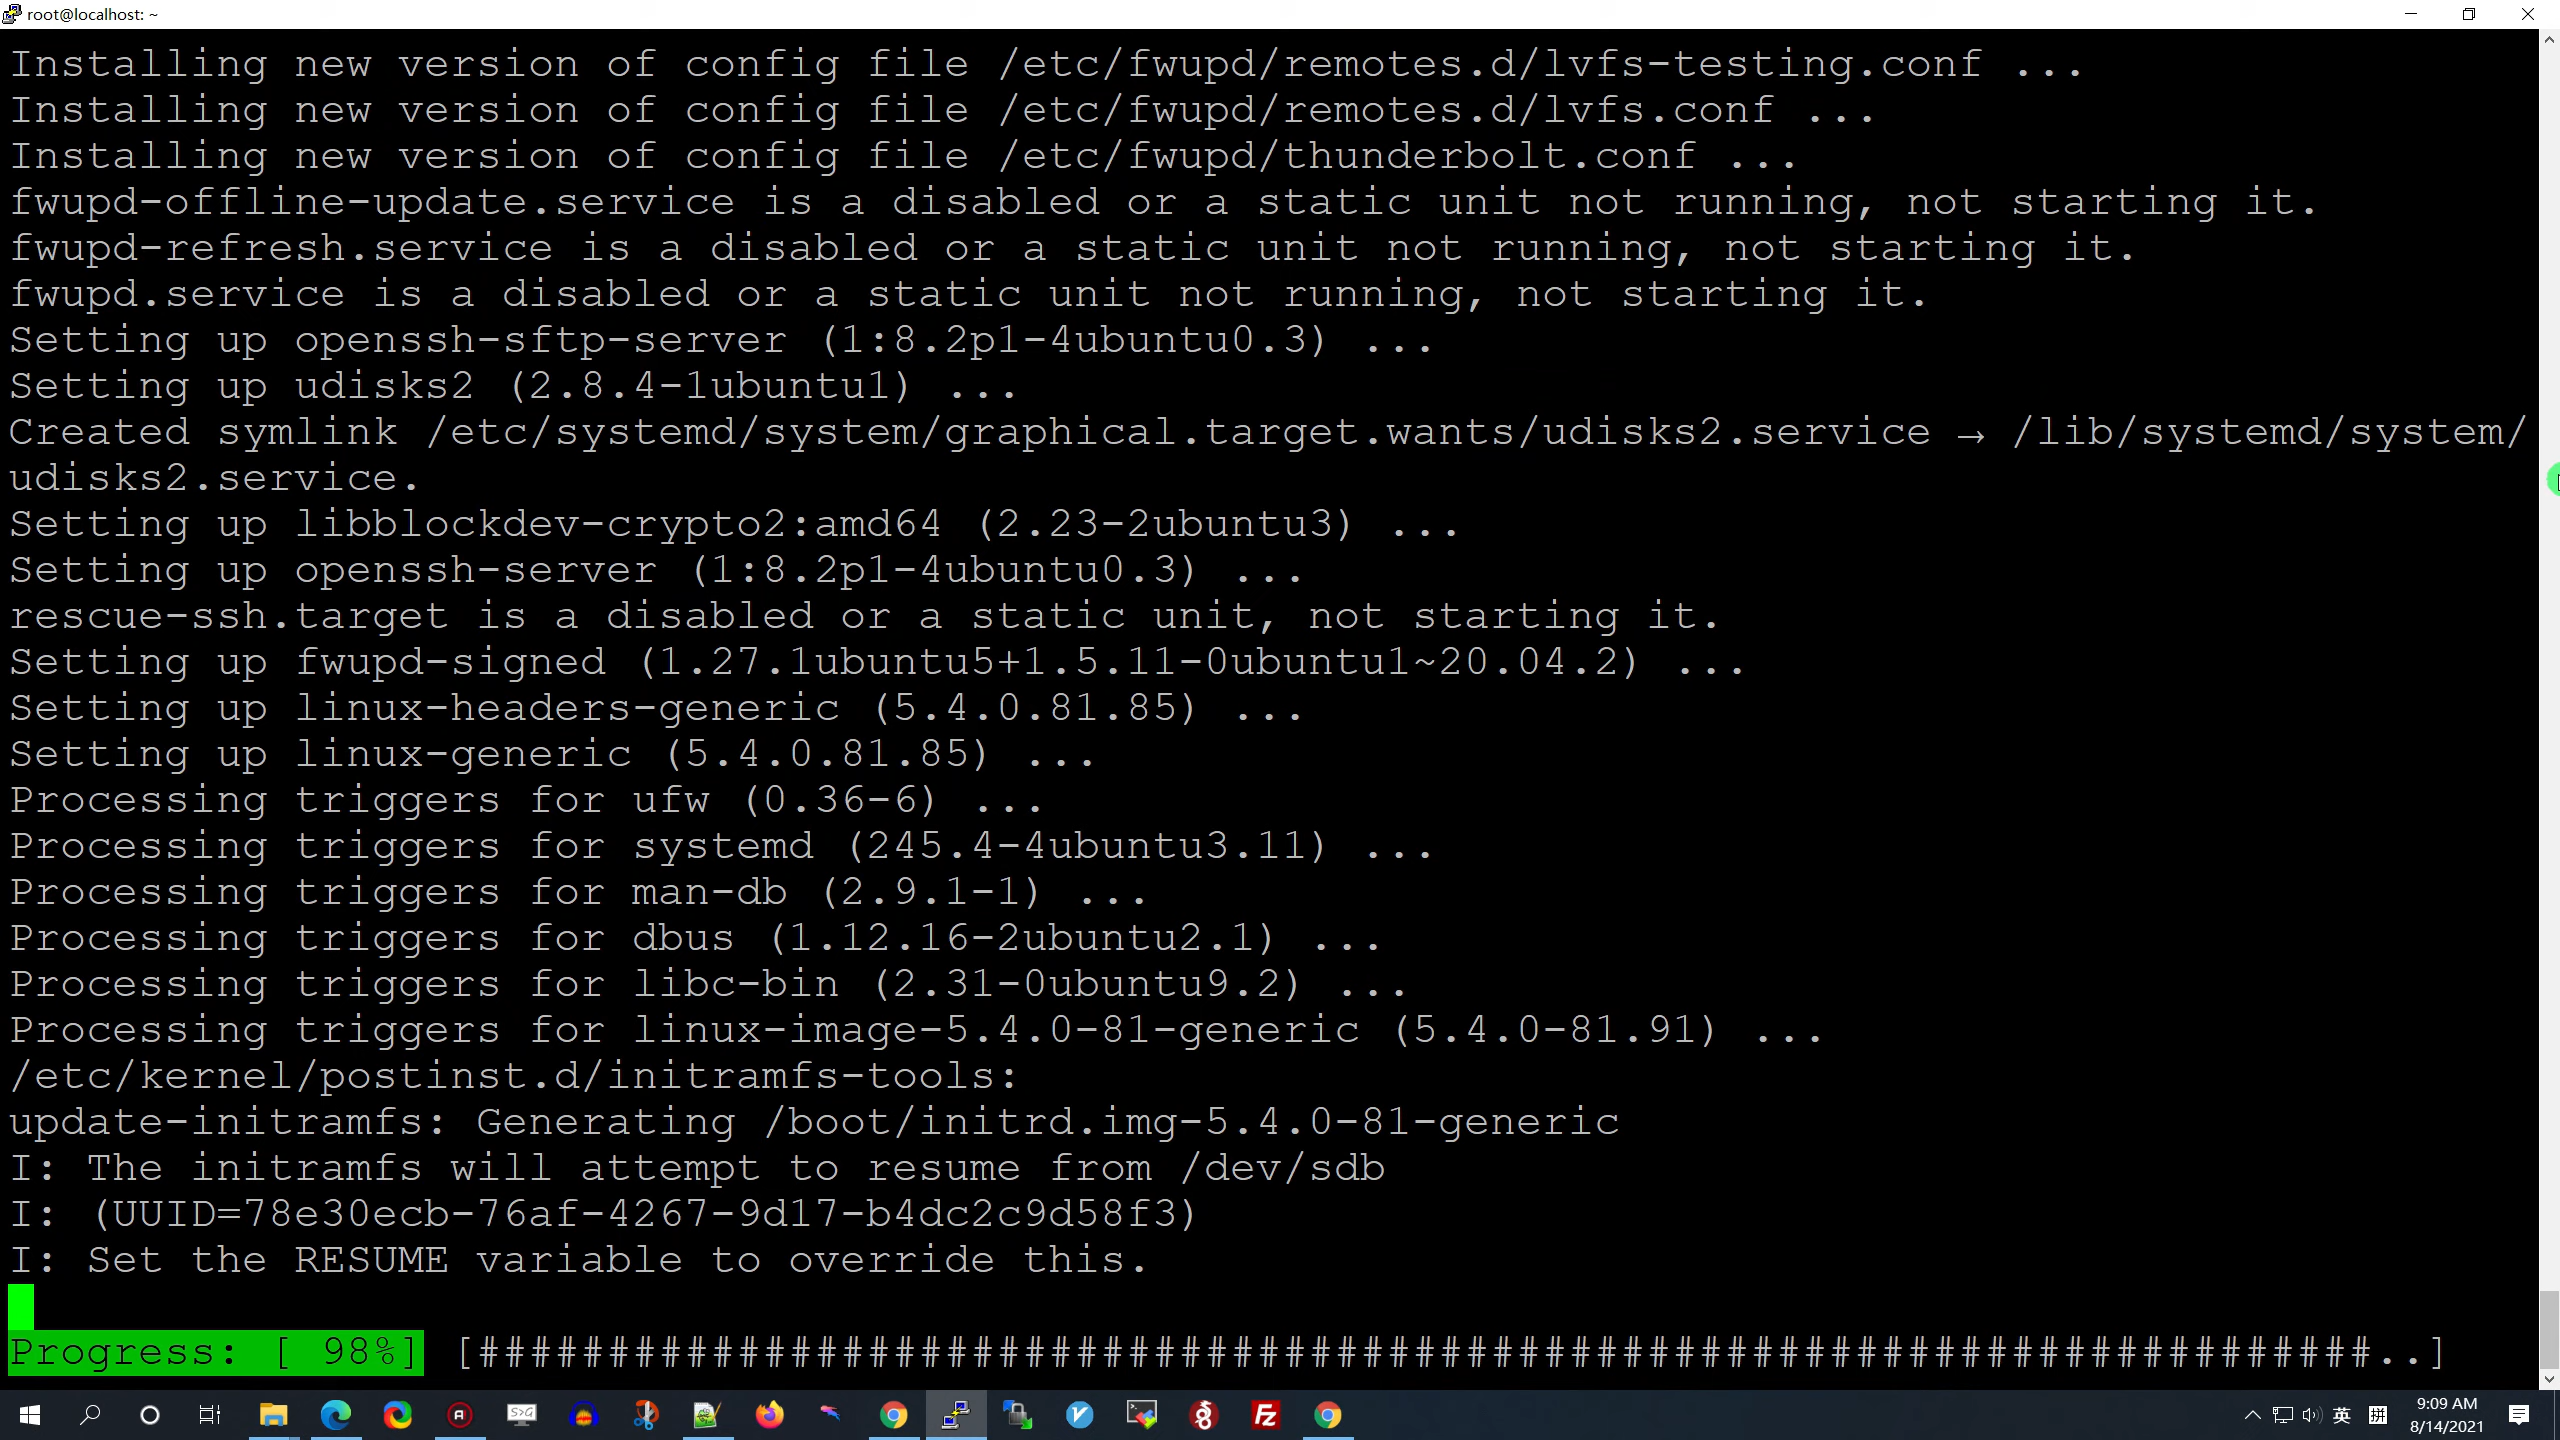 root@localhost: ~
Installing new version of config file /etc/fwupd/remotes.d/lvfs-testing.conf ...
Installing new version of config file /etc/fwupd/remotes.d/lvfs.conf ...
Installing new version of config file /etc/fwupd/thunderbolt.conf ...
fwupd-offline-update.service is a disabled or a static unit not running, not starting it.
fwupd-refresh.service is a disabled or a static unit not running, not starting it.
fwupd.service is a disabled or a static unit not running, not starting it.
Setting up openssh-sftp-server (1:8.2p1-4ubuntu0.3) ...
Setting up udisks2 (2.8.4-1ubuntu1) ...
Created symlink /etc/systemd/system/graphical.target.wants/udisks2.service → /lib/systemd/system/
udisks2.service.
Setting up libblockdev-crypto2:amd64 (2.23-2ubuntu3) ...
Setting up openssh-server (1:8.2p1-4ubuntu0.3) ...
rescue-ssh.target is a disabled or a static unit, not starting it.
Setting up fwupd-signed (1.27.1ubuntu5+1.5.11-0ubuntu1~20.04.2) ...
Setting up linux-headers-generic (5.4.0.81.85) ...
Setting up linux-generic (5.4.0.81.85) ...
Processing triggers for ufw (0.36-6) ...
Processing triggers for systemd (245.4-4ubuntu3.11) ...
Processing triggers for man-db (2.9.1-1) ...
Processing triggers for dbus (1.12.16-2ubuntu2.1) ...
Processing triggers for libc-bin (2.31-0ubuntu9.2) ...
Processing triggers for linux-image-5.4.0-81-generic (5.4.0-81.91) ...
/etc/kernel/postinst.d/initramfs-tools:
update-initramfs: Generating /boot/initrd.img-5.4.0-81-generic
I: The initramfs will attempt to resume from /dev/sdb
I: (UUID=78e30ecb-76af-4267-9d17-b4dc2c9d58f3)
I: Set the RESUME variable to override this.
Progress: [ 98%] [#########################################################################..]
S>G
英 拼 9:09 AM
8/14/2021